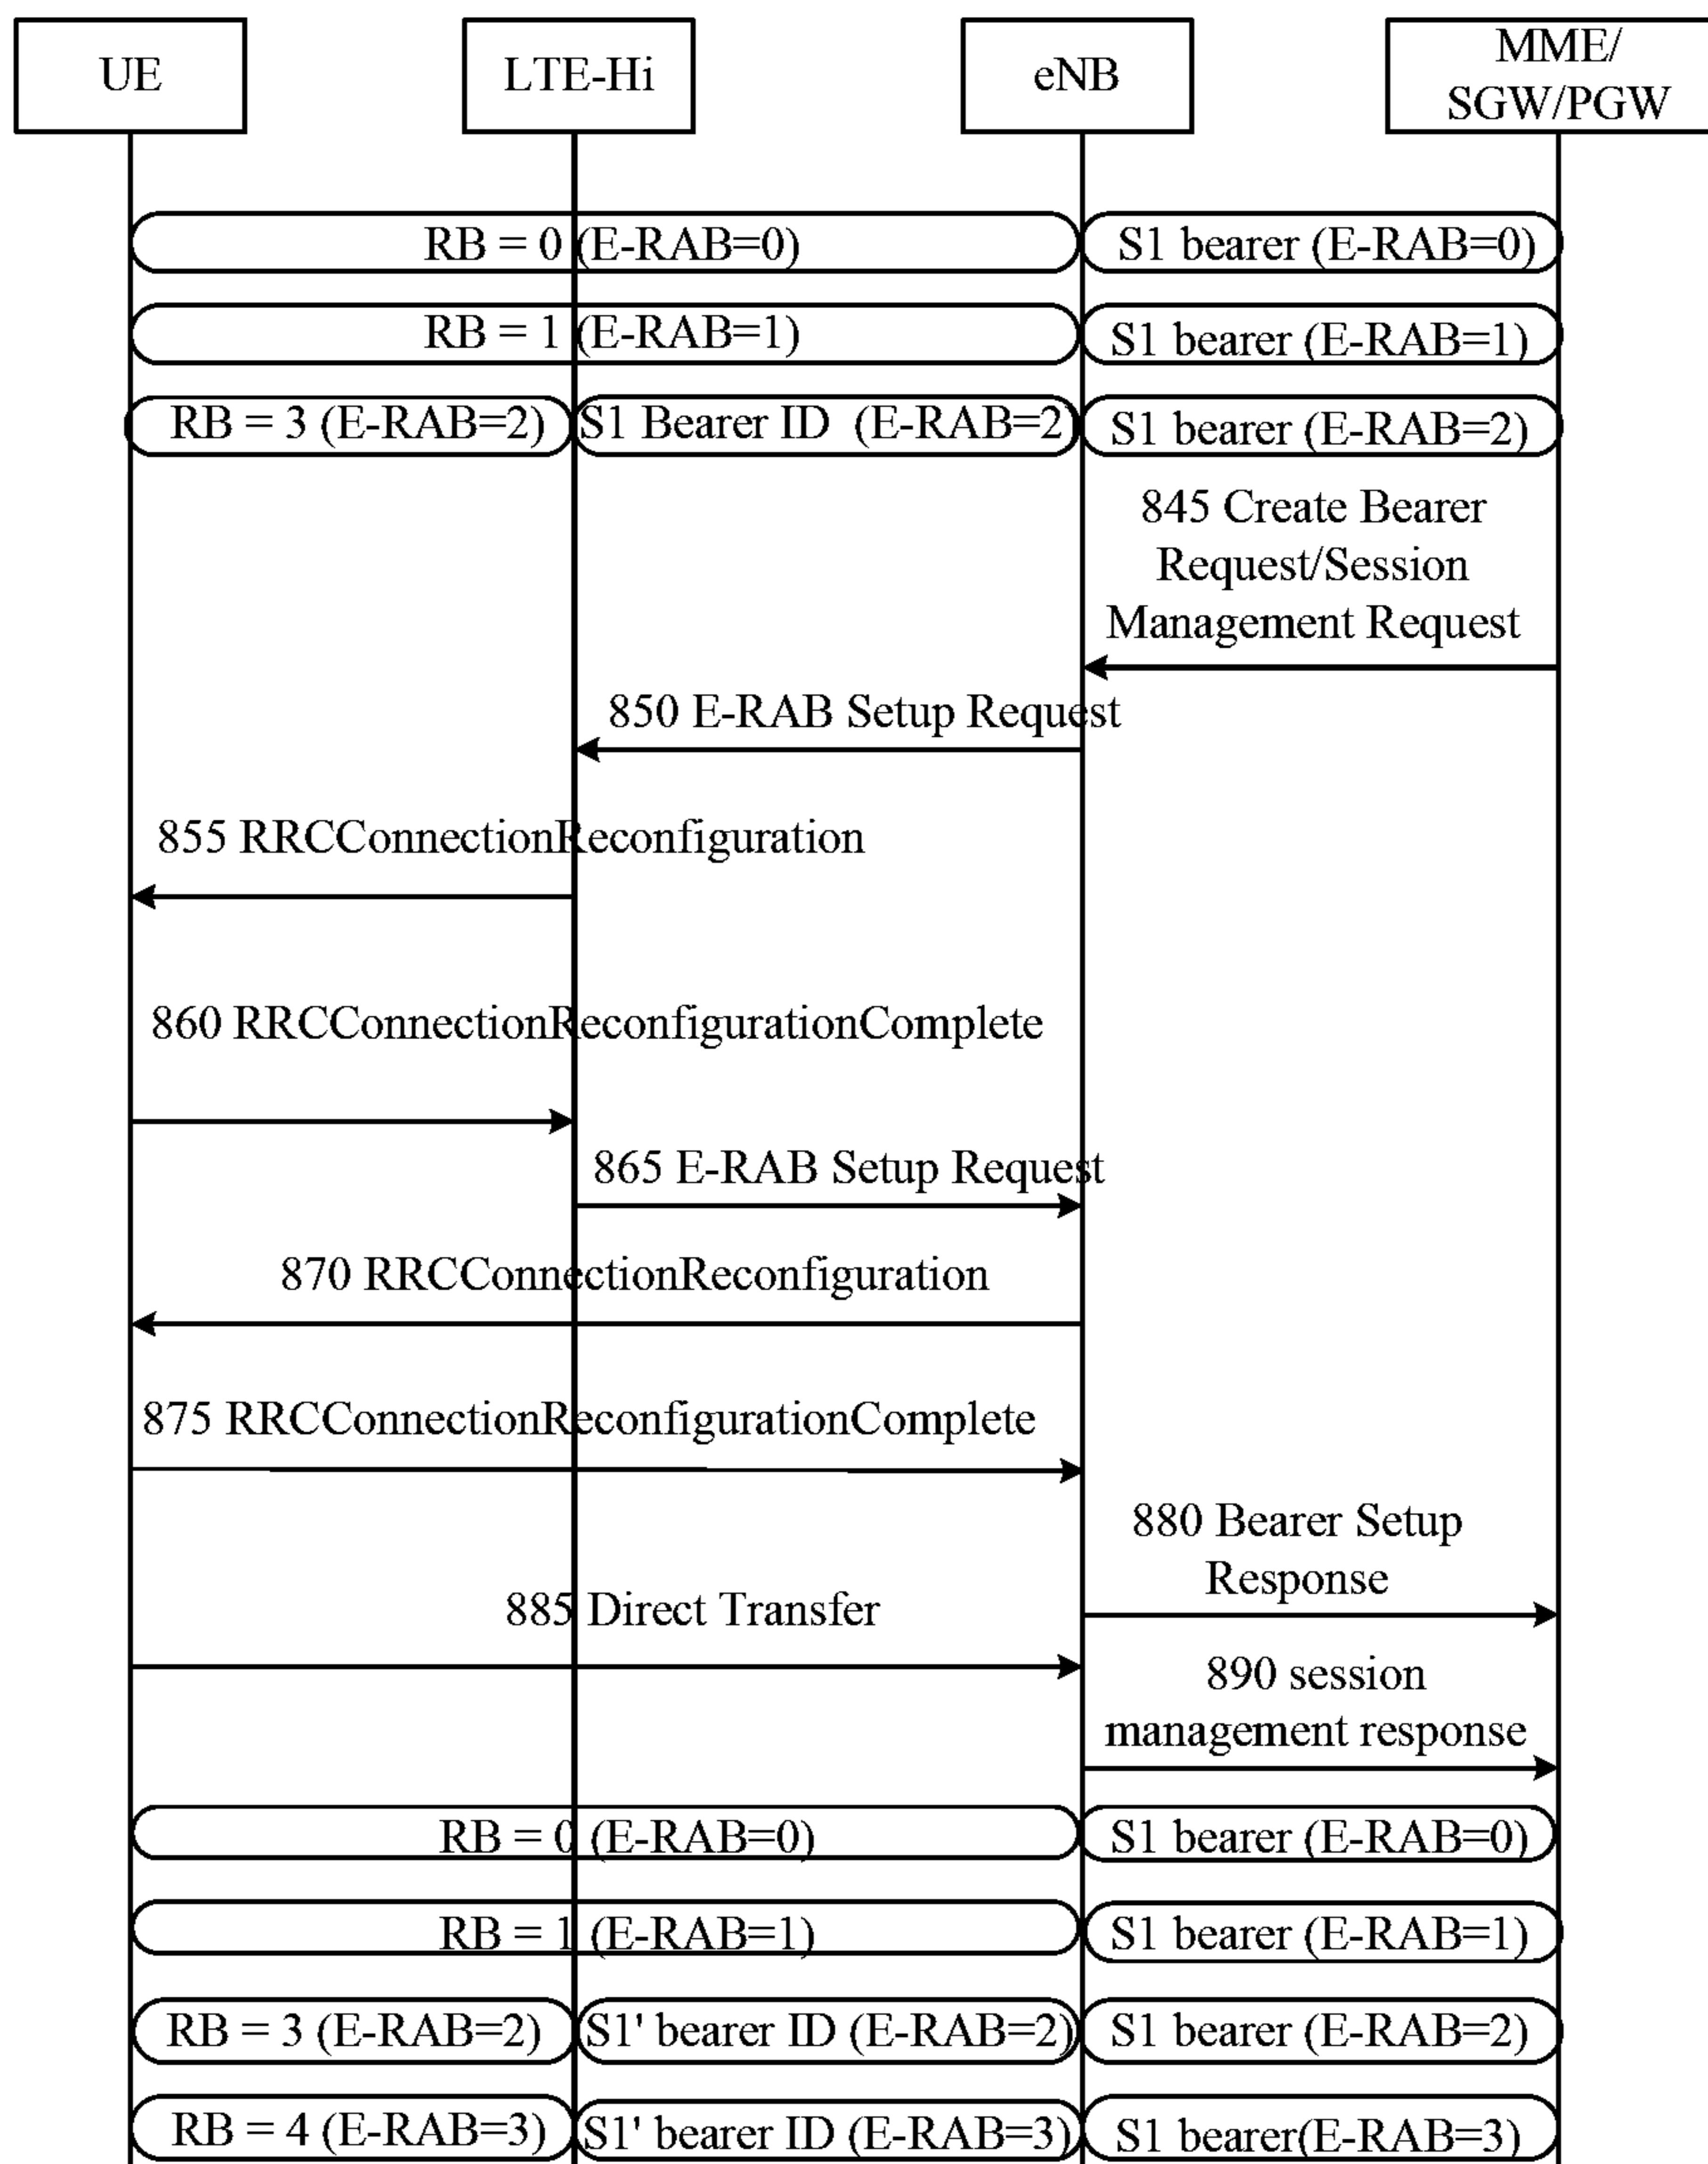 UE
LTE-Hi
eNB
MME/
SGW/PGW
RB = 0 (E-RAB=0)
S1 bearer (E-RAB=0)
RB = 1 (E-RAB=1)
S1 bearer (E-RAB=1)
RB = 3 (E-RAB=2)
S1 Bearer ID (E-RAB=2)
S1 bearer (E-RAB=2)
845 Create Bearer
Request/Session
Management Request
850 E-RAB Setup Request
855 RRCConnectionReconfiguration
860 RRCConnectionReconfigurationComplete
865 E-RAB Setup Request
870 RRCConnectionReconfiguration
875 RRCConnectionReconfigurationComplete
880 Bearer Setup
Response
885 Direct Transfer
890 session
management response
RB = 0 (E-RAB=0)
S1 bearer (E-RAB=0)
RB = 1 (E-RAB=1)
S1 bearer (E-RAB=1)
RB = 3 (E-RAB=2)
S1' bearer ID (E-RAB=2)
S1 bearer (E-RAB=2)
RB = 4 (E-RAB=3)
S1' bearer ID (E-RAB=3)
S1 bearer(E-RAB=3)